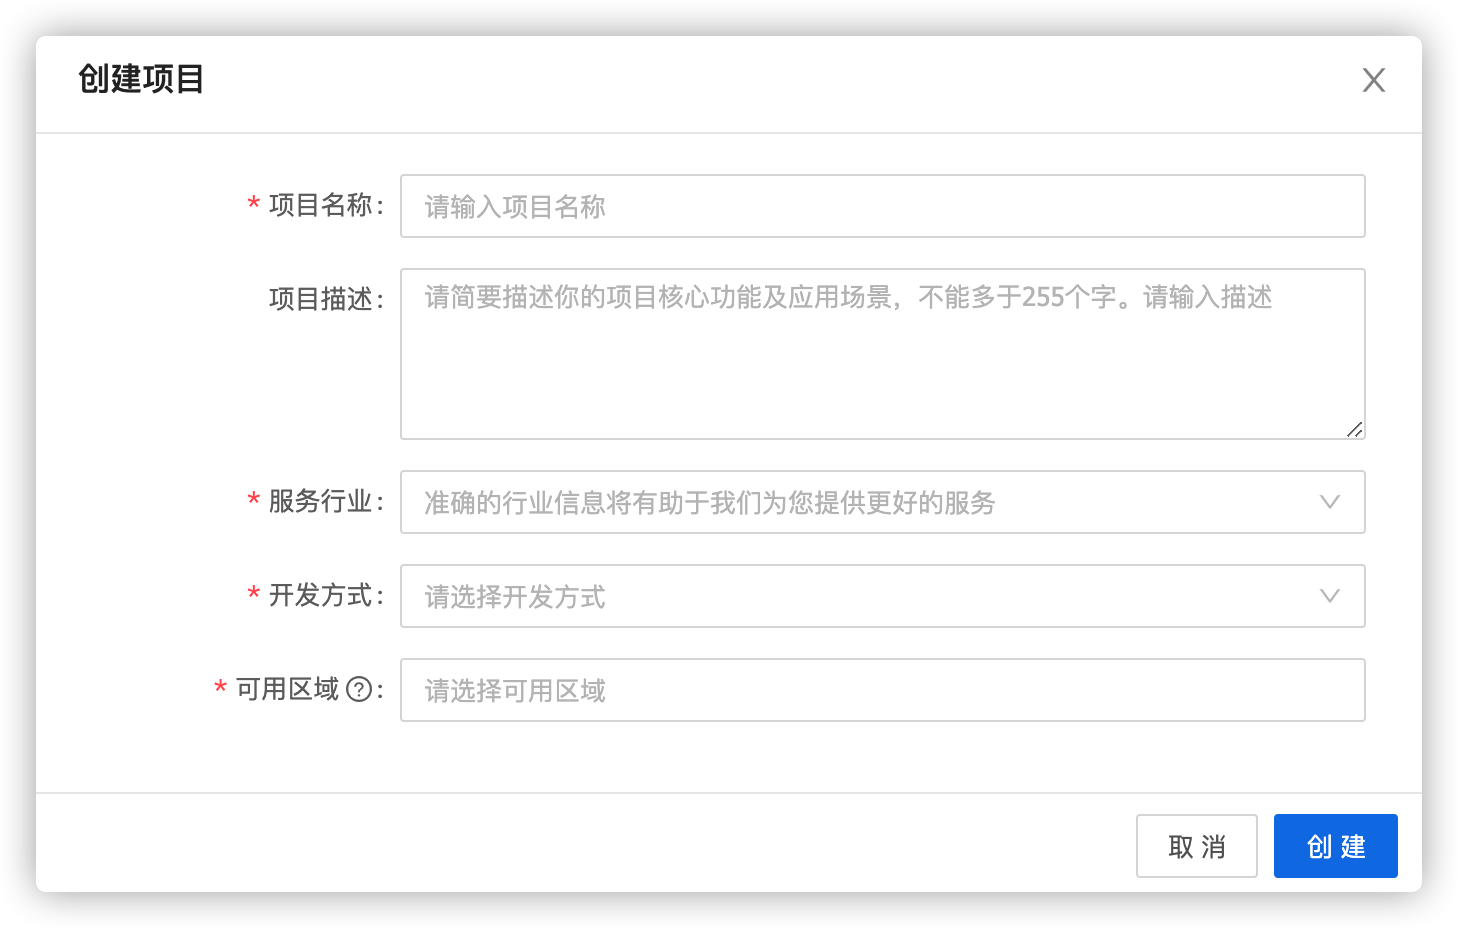 创建项目
* 项目名称: 请输入项目名称
项目描述: 请简要描述你的项目核心功能及应用场景，不能多于255个字。请输入描述
* 服务行业: 准确的行业信息将有助于我们为您提供更好的服务
* 开发方式: 请选择开发方式
* 可用区域?: 请选择可用区域
取 消 创 建